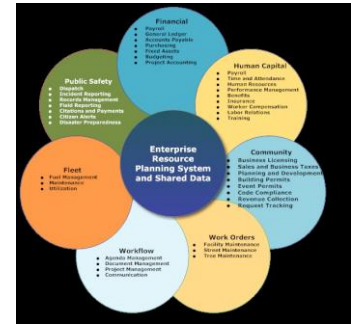 Financial
Payroll
General Ledger
Accounts Payable
Purchasing
Fixed Assets
Budgeting
Project Accounting
Human Capital
Payroll
Time and Attendance
Human Resources
Performance Management
Benefits
Insurance
Worker Compensation
Labor Relations
Training
Community
Business Licensing
Sales and Business Taxes
Planning and Development
Building Permits
Event Permits
Code Compliance
Revenue Collection
Request Tracking
Work Orders
Facility Maintenance
Street Maintenance
Tree Maintenance
Workflow
Agenda Management
Document Management
Project Management
Communication
Fleet
Fuel Management
Maintenance
Utilization
Public Safety
Dispatch
Incident Reporting
Records Management
Field Reporting
Citations and Payments
Citizen Alerts
Disaster Preparedness
Enterprise
Resource
Planning System
and Shared Data